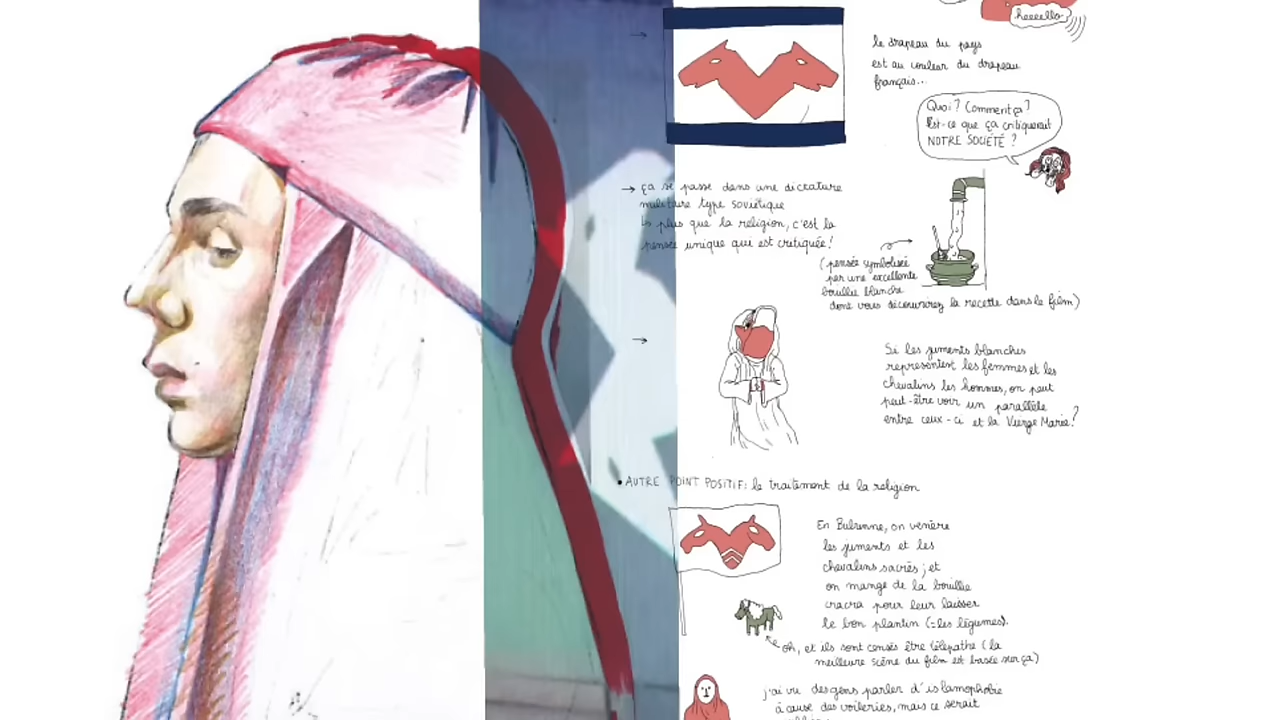 heeeello
le drapeau du pays
est au couleur du drapeau
français...
Quoi? Comment ça?
Est-ce que ça critiquerait
NOTRE SOCIÉTÉ ?
→ ça se passe dans une dictature
militaire type soviétique
↳ plus que la religion, c'est la
pensée unique qui est critiquée!
(pensée symbolisée
par une excellente
bouillie blanche
dont vous découvrirez la recette dans le film)
Si les juments blanches
représentent les femmes et les
chevalins les hommes, on peut
peut-être voir un parallèle
entre ceux-ci et la Vierge Marie?
• AUTRE POINT POSITIF: le traitement de la religion
En Bubunne, on vénère
les juments et les
chevalins sacrés; et
on mange de la bouillie
cracra pour leur laisser
le bon plantin (=les légumes).
oh, et ils sont censés être télépathe (la
meilleure scène du film est basée sur ça)
j'ai vu des gens parler d'islamophobie
à cause des voileries, mais ce serait